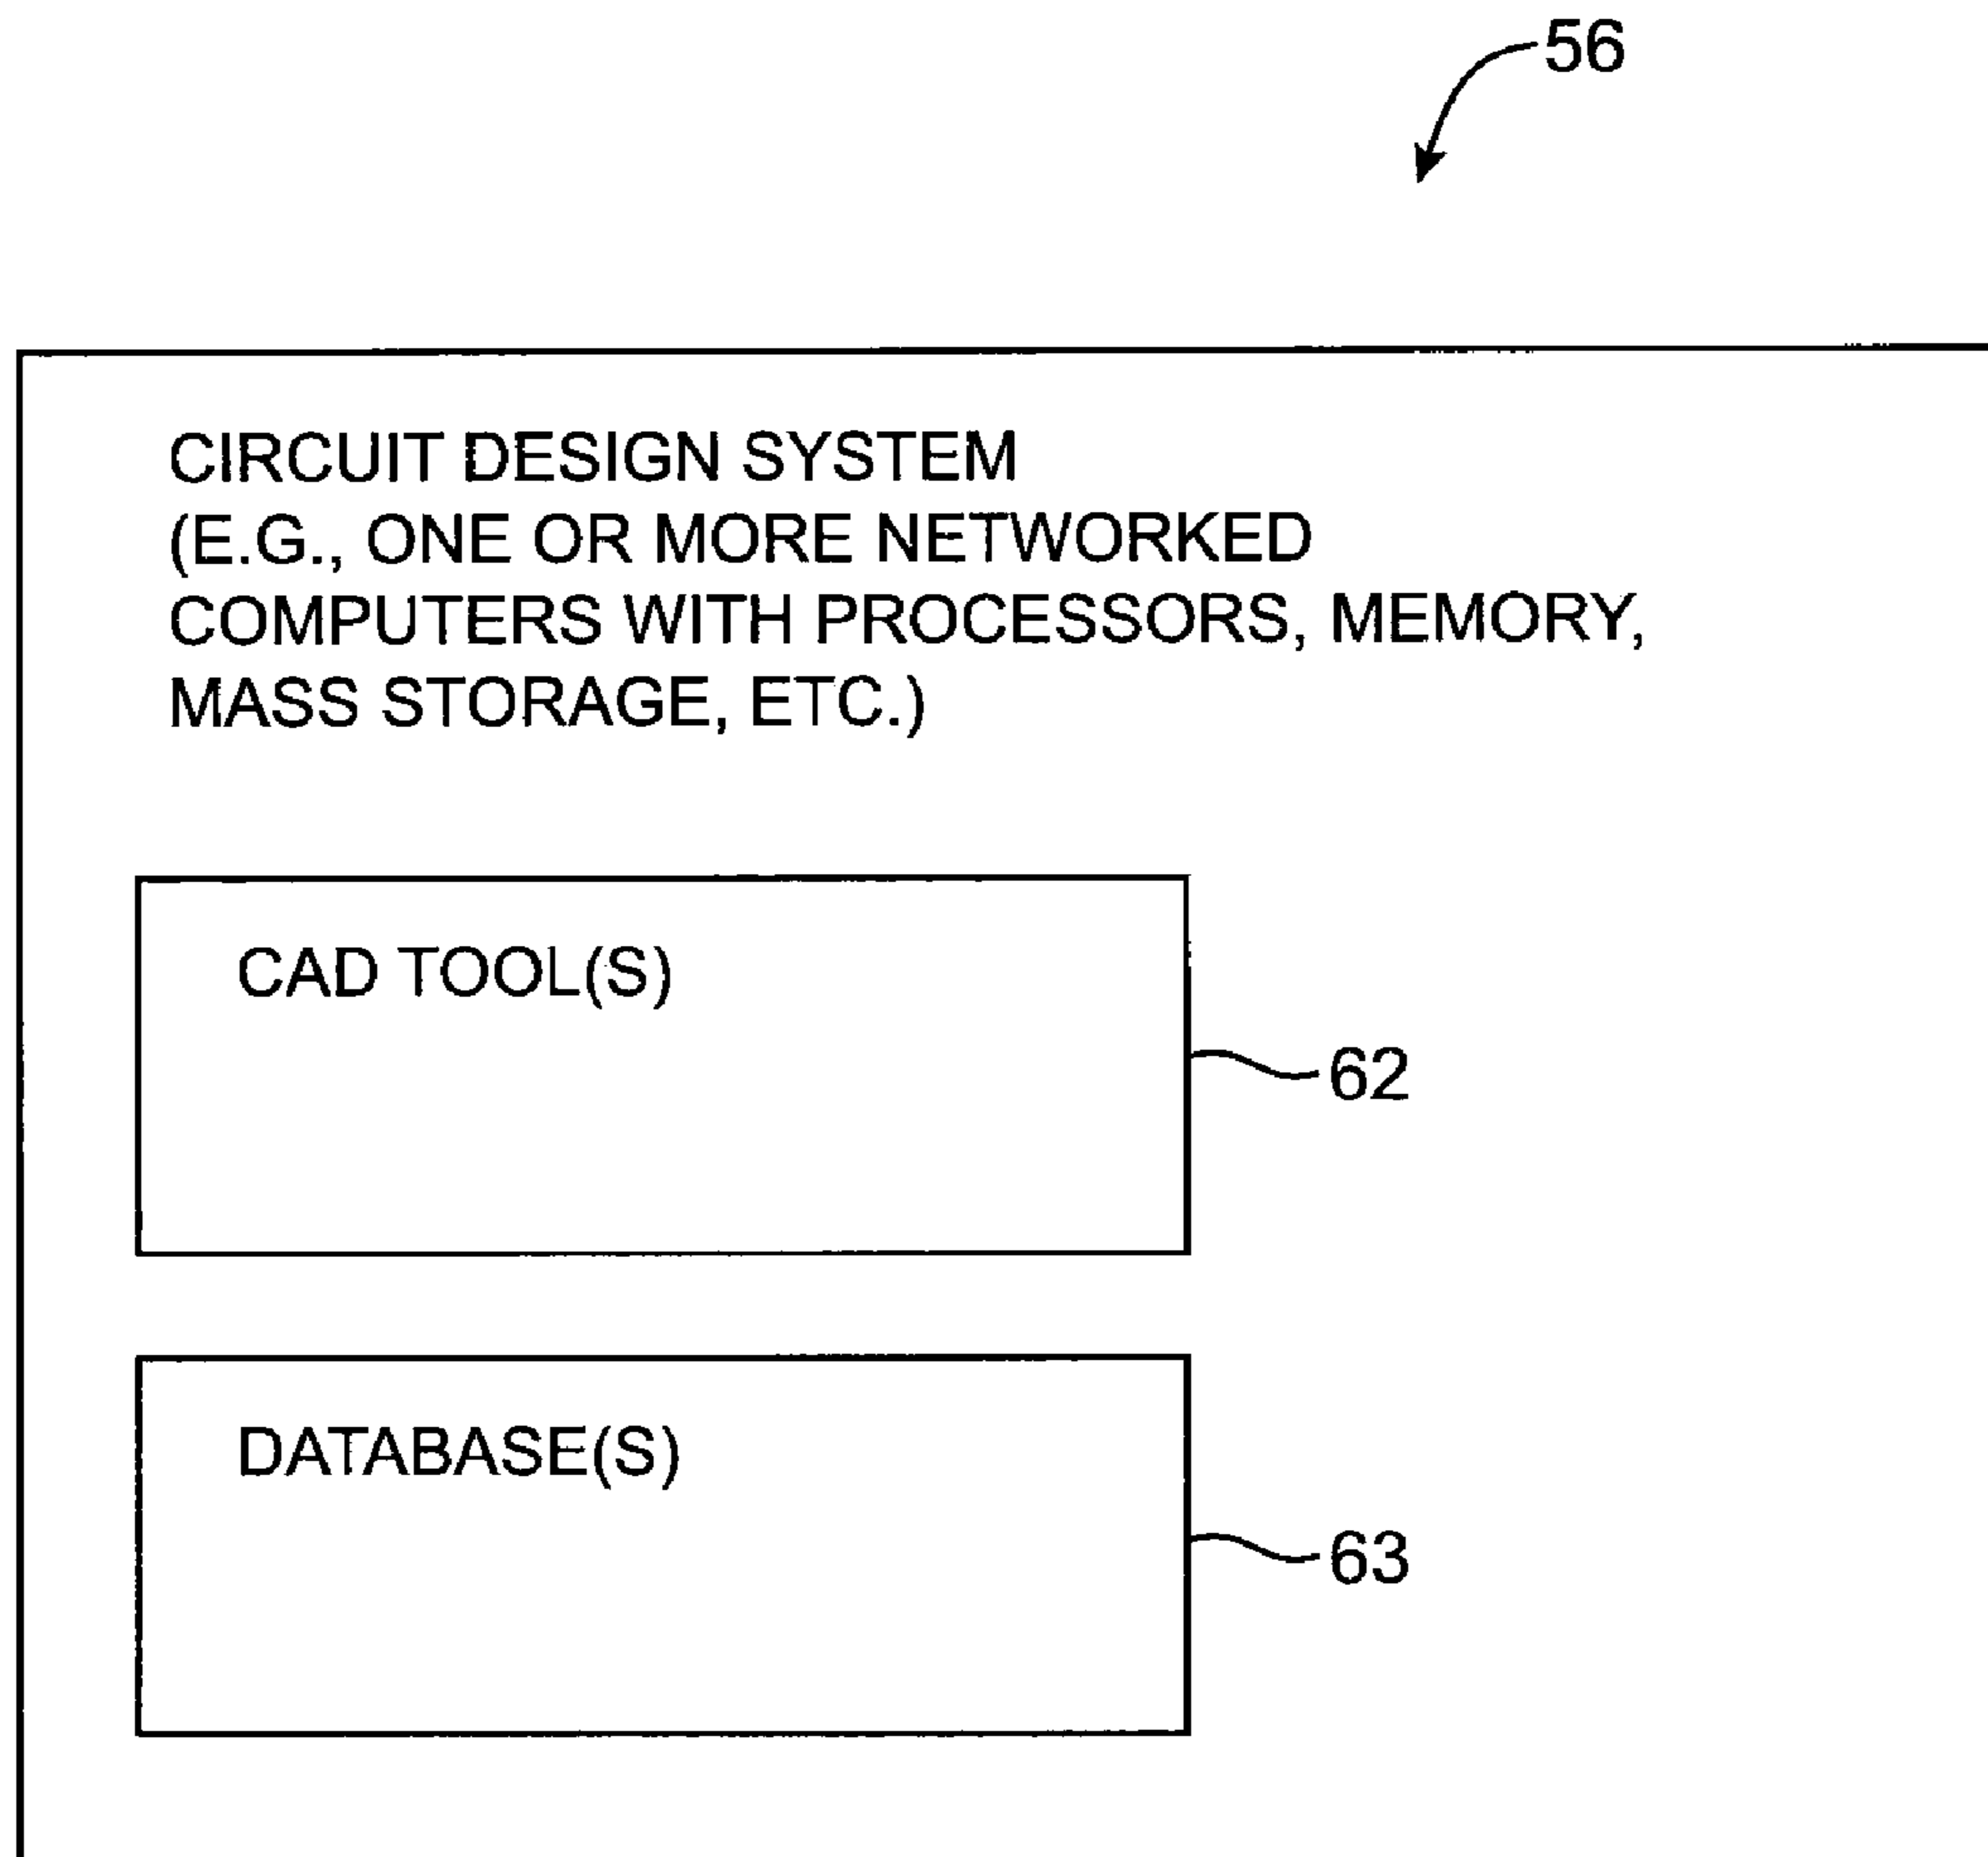 56
CIRCUIT DESIGN SYSTEM
(E.G., ONE OR MORE NETWORKED
COMPUTERS WITH PROCESSORS, MEMORY,
MASS STORAGE, ETC.)
CAD TOOL(S)
62
DATABASE(S)
63